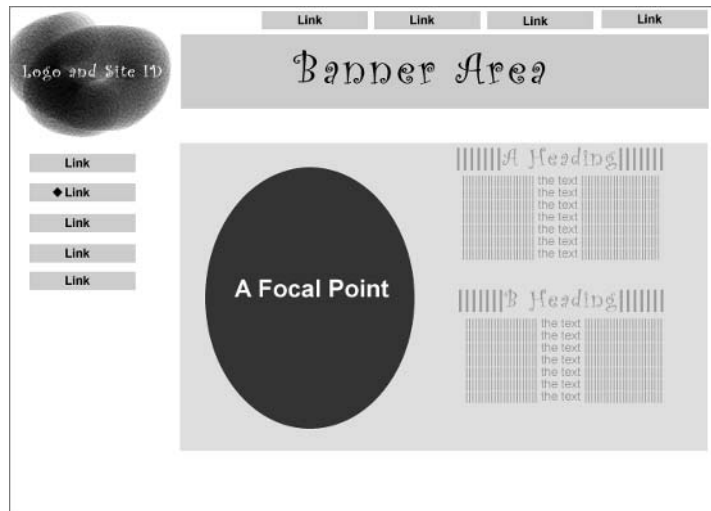 Link Link Link Link
Logo and Site ID
Banner Area
Link
◆ Link
Link
Link
Link
A Focal Point
A Heading
the text
the text
the text
the text
the text
the text
the text
B Heading
the text
the text
the text
the text
the text
the text
the text